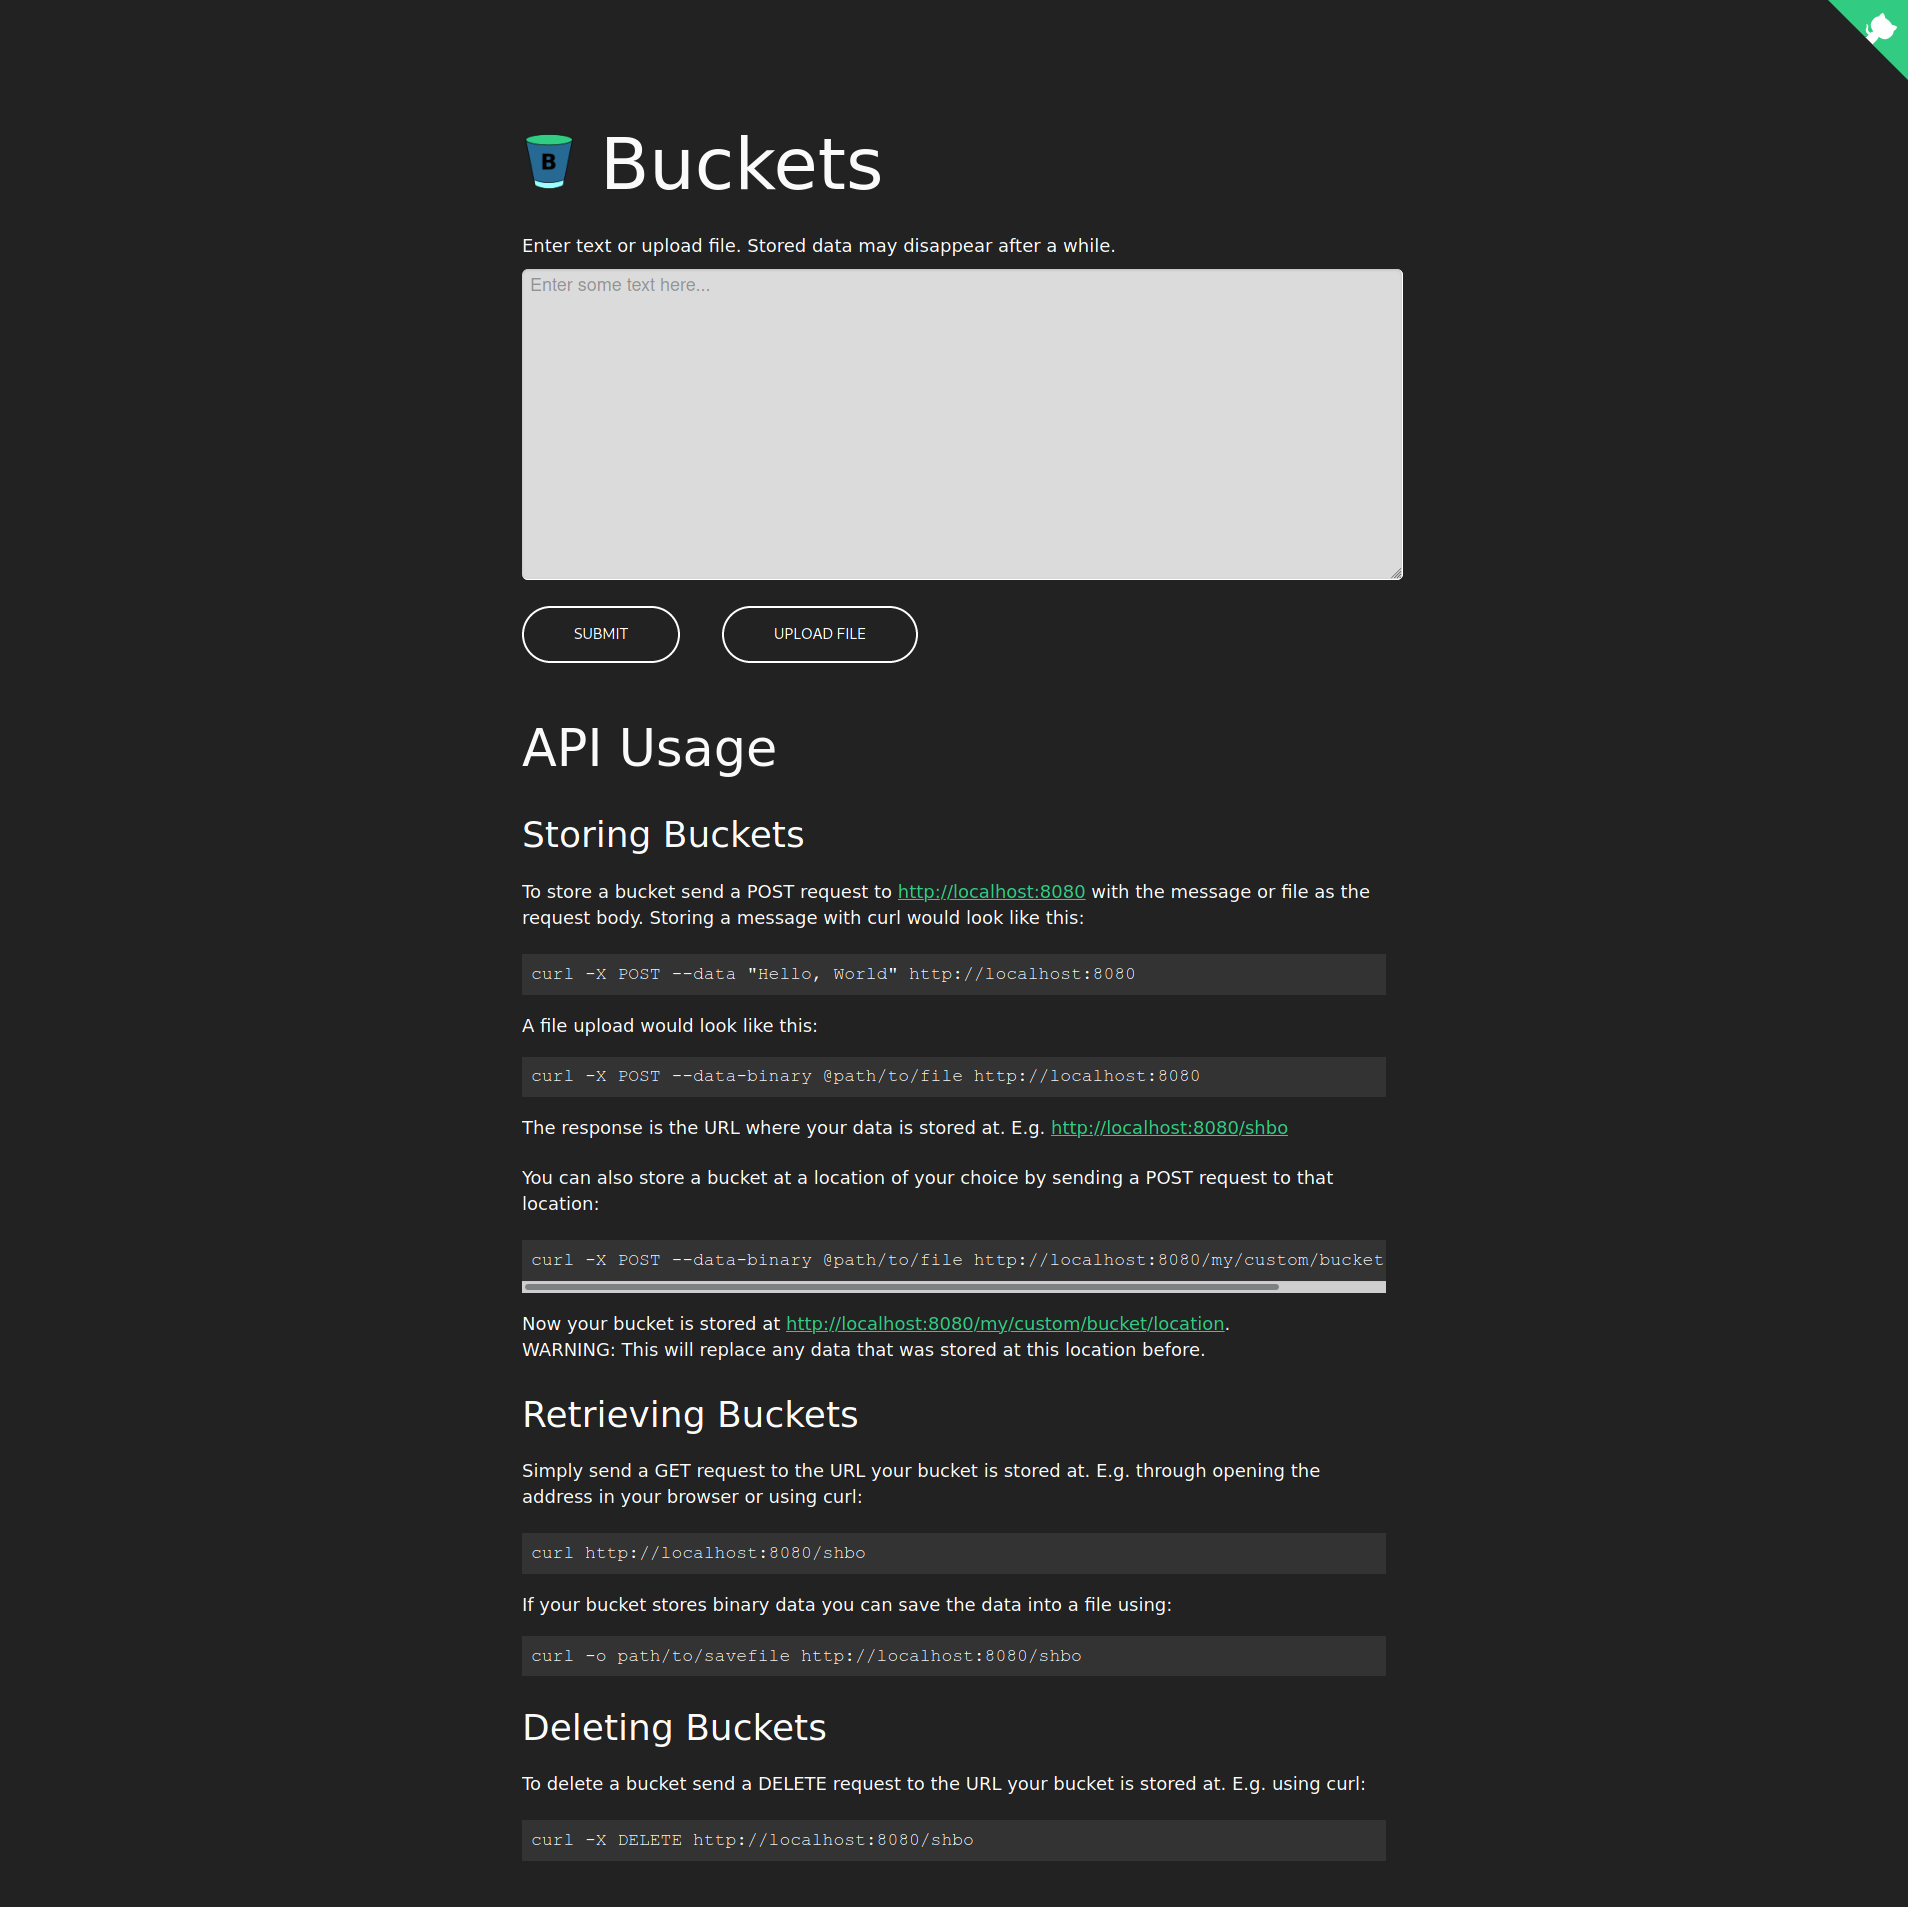 B
Buckets
Enter text or upload file. Stored data may disappear after a while.
Enter some text here...
SUBMIT
UPLOAD FILE
API Usage
Storing Buckets
To store a bucket send a POST request to http://localhost:8080 with the message or file as the
request body. Storing a message with curl would look like this:
curl -X POST --data "Hello, World" http://localhost:8080
A file upload would look like this:
curl -X POST --data-binary @path/to/file http://localhost:8080
The response is the URL where your data is stored at. E.g. http://localhost:8080/shbo
You can also store a bucket at a location of your choice by sending a POST request to that
location:
curl -X POST --data-binary @path/to/file http://localhost:8080/my/custom/bucket
Now your bucket is stored at http://localhost:8080/my/custom/bucket/location.
WARNING: This will replace any data that was stored at this location before.
Retrieving Buckets
Simply send a GET request to the URL your bucket is stored at. E.g. through opening the
address in your browser or using curl:
curl http://localhost:8080/shbo
If your bucket stores binary data you can save the data into a file using:
curl -o path/to/savefile http://localhost:8080/shbo
Deleting Buckets
To delete a bucket send a DELETE request to the URL your bucket is stored at. E.g. using curl:
curl -X DELETE http://localhost:8080/shbo